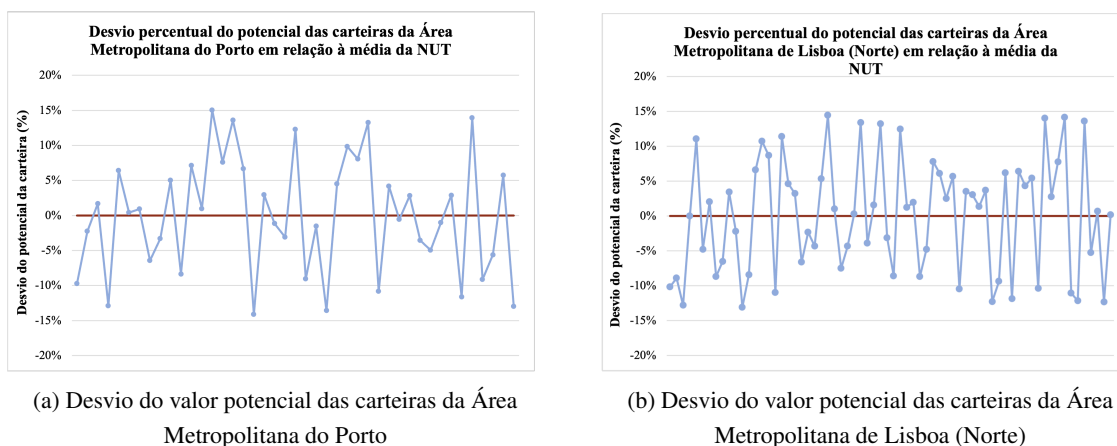 Desvio percentual do potencial das carteiras da Área
Metropolitana do Porto em relação à média da NUT
Desvio do potencial da carteira (%)
20%
15%
10%
5%
0%
-5%
-10%
-15%
-20%
(a) Desvio do valor potencial das carteiras da Área
Metropolitana do Porto
Desvio percentual do potencial das carteiras da Área
Metropolitana de Lisboa (Norte) em relação à média da
NUT
Desvio do potencial da carteira (%)
20%
15%
10%
5%
0%
-5%
-10%
-15%
-20%
(b) Desvio do valor potencial das carteiras da Área
Metropolitana de Lisboa (Norte)